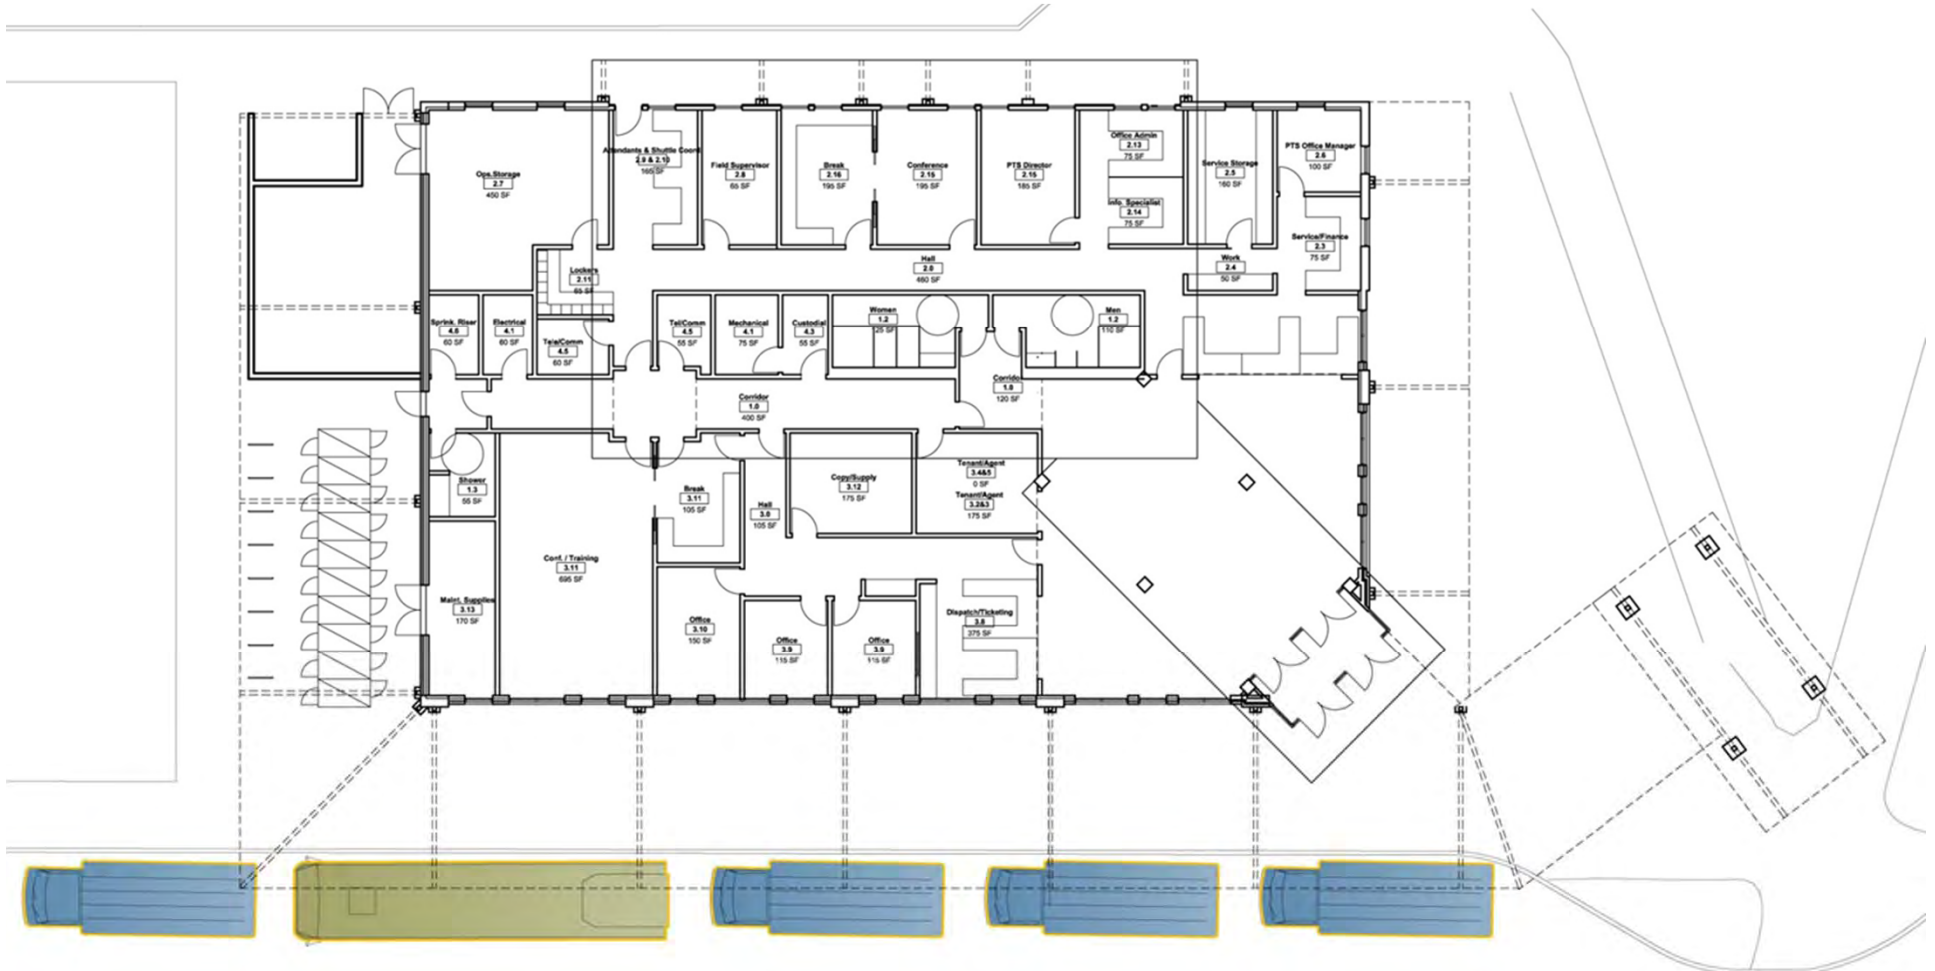 Ops.Storage
2.7
450 SF
Attendants & Shuttle Coord.
2.9 & 2.10
165 SF
Field Supervisor
2.8
65 SF
Break
2.16
195 SF
Conference
2.15
195 SF
PTS Director
2.15
185 SF
Office Admin
2.13
75 SF
Info. Specialist
2.14
75 SF
Service Storage
2.5
160 SF
PTS Office Manager
2.6
100 SF
Service/Finance
2.3
75 SF
Lockers
2.11
65 SF
Hall
2.0
460 SF
Work
2.4
50 SF
Sprink. Riser
4.6
60 SF
Electrical
4.1
60 SF
Tele/Comm
4.5
60 SF
Tel/Comm
4.5
55 SF
Mechanical
4.1
75 SF
Custodial
4.3
55 SF
Women
1.2
Men
1.2
110 SF
Corridor
1.0
400 SF
Corridor
120 SF
Shower
1.3
55 SF
Break
3.11
105 SF
Hall
3.0
105 SF
Copy/Supply
3.12
175 SF
Tenant/Agent
3.4&5
0 SF
Tenant/Agent
3.2&3
175 SF
Conf. / Training
3.11
695 SF
Maint. Supplies
3.13
170 SF
Office
3.10
150 SF
Office
3.9
115 SF
Office
3.9
115 SF
Dispatch/Ticketing
3.8
375 SF